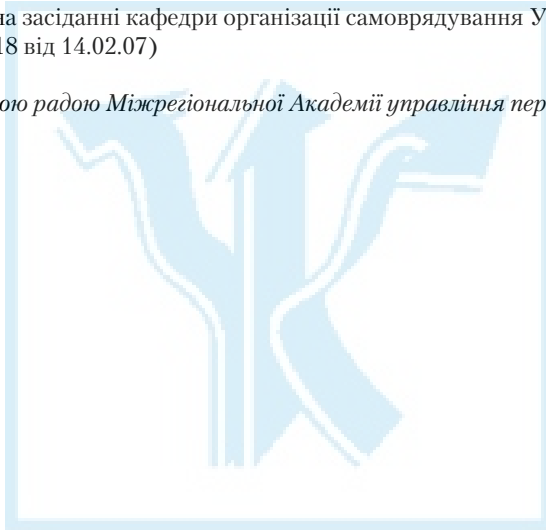 на засіданні кафедри організації самоврядування У
18 від 14.02.07)
ою радою Міжрегіональної Академії управління пер